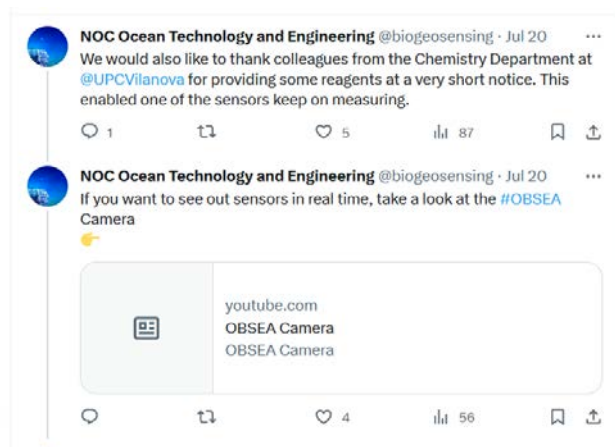 NOC Ocean Technology and Engineering @biogeosensing · Jul 20
We would also like to thank colleagues from the Chemistry Department at
@UPCVilanova for providing some reagents at a very short notice. This
enabled one of the sensors keep on measuring.
1 5 87
NOC Ocean Technology and Engineering @biogeosensing · Jul 20
If you want to see out sensors in real time, take a look at the #OBSEA
Camera
👉
youtube.com
OBSEA Camera
OBSEA Camera
4 56